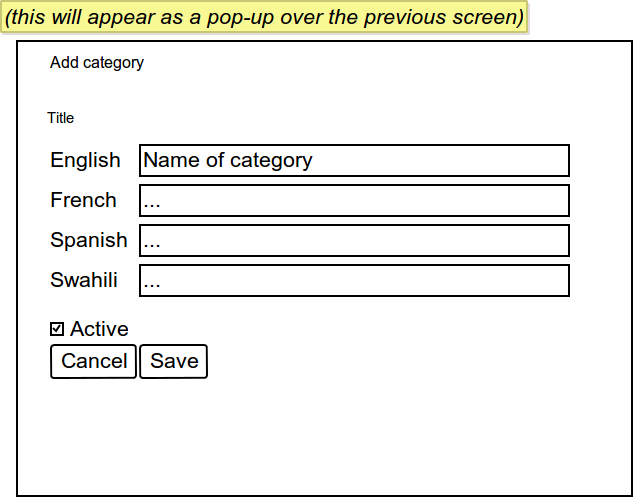 (this will appear as a pop-up over the previous screen)
Add category
Title
English Name of category
French ...
Spanish ...
Swahili ...
Active
Cancel Save